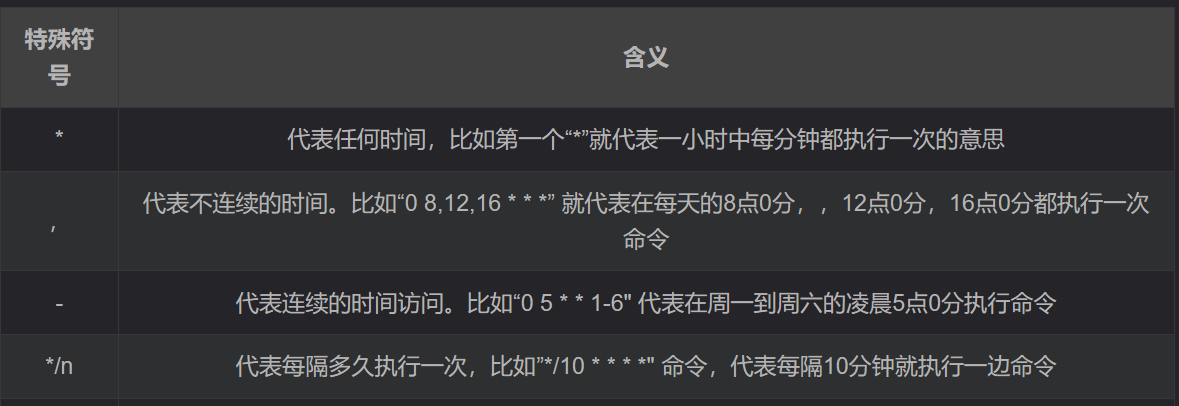 特殊符
号
含义
*
代表任何时间，比如第一个“*”就代表一小时中每分钟都执行一次的意思
,
代表不连续的时间。比如“0 8,12,16 * * *” 就代表在每天的8点0分，，12点0分，16点0分都执行一次
命令
-
代表连续的时间访问。比如“0 5 * * 1-6" 代表在周一到周六的凌晨5点0分执行命令
*/n
代表每隔多久执行一次，比如”*/10 * * * *" 命令，代表每隔10分钟就执行一边命令